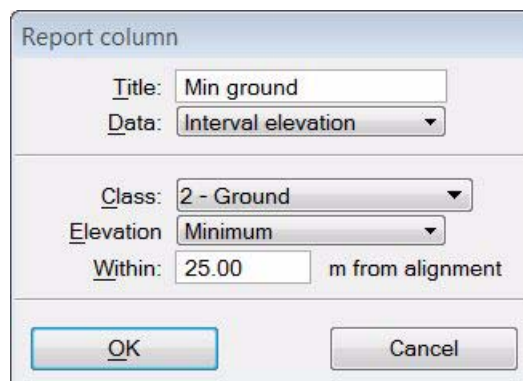 Report column
Title: Min ground
Data: Interval elevation
Class: 2 - Ground
Elevation Minimum
Within: 25.00 m from alignment
OK Cancel